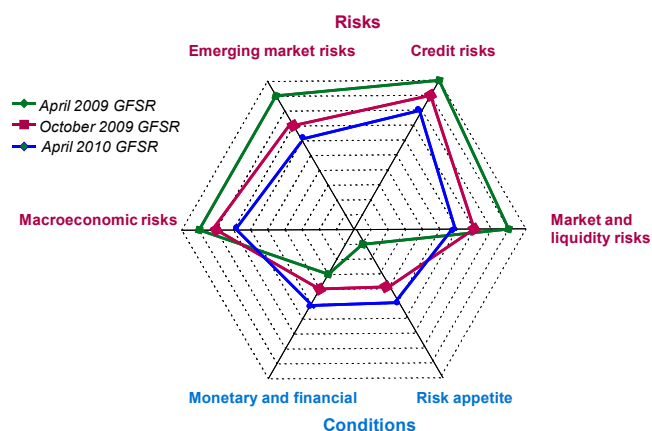 Risks
Emerging market risks
Credit risks
April 2009 GFSR
October 2009 GFSR
April 2010 GFSR
Macroeconomic risks
Market and
liquidity risks
Monetary and financial
Risk appetite
Conditions